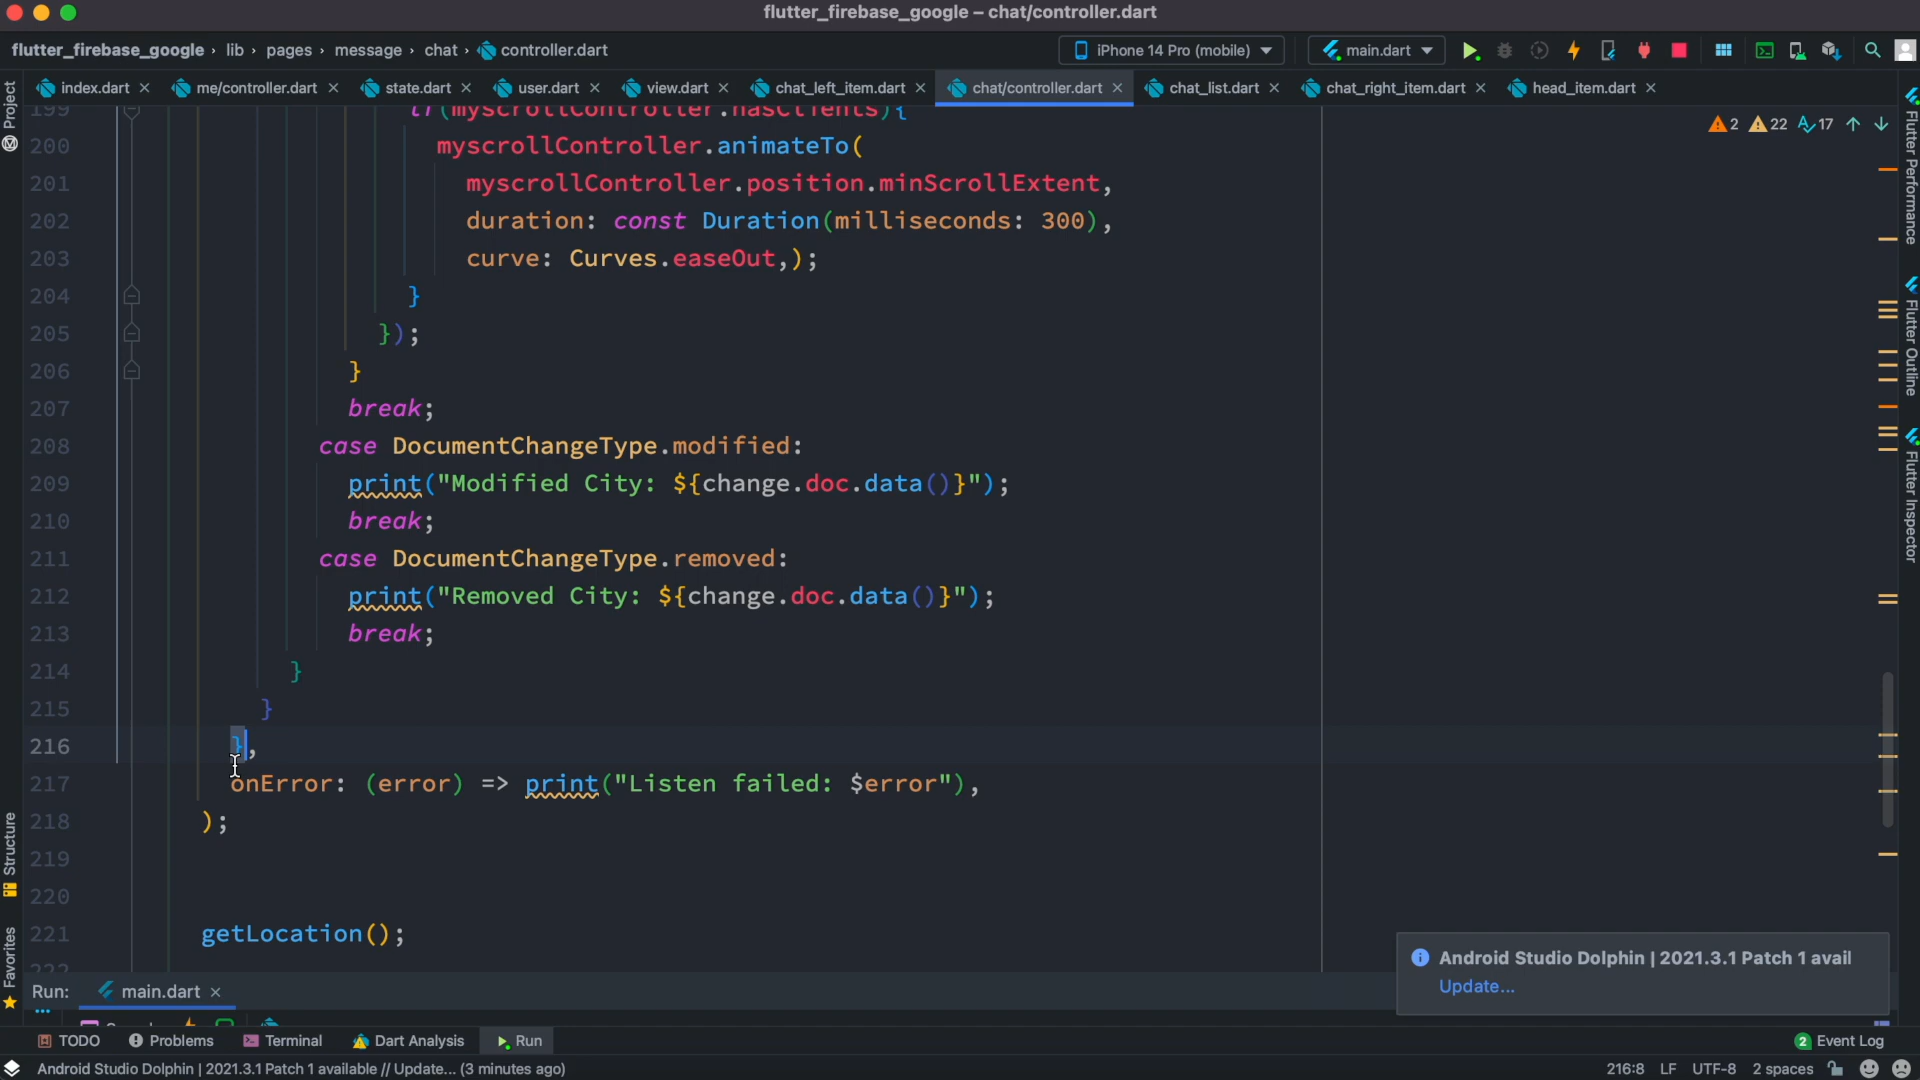 flutter_firebase_google – chat/controller.dart
flutter_firebase_google › lib › pages › message › chat › controller.dart
iPhone 14 Pro (mobile)
main.dart
index.dart
me/controller.dart
state.dart
user.dart
view.dart
chat_left_item.dart
chat/controller.dart
chat_list.dart
chat_right_item.dart
head_item.dart
2 22 17
199 if(myscrollController.hasClients){
200 myscrollController.animateTo(
201 myscrollController.position.minScrollExtent,
202 duration: const Duration(milliseconds: 300),
203 curve: Curves.easeOut,);
204 }
205 });
206 }
207 break;
208 case DocumentChangeType.modified:
209 print("Modified City: ${change.doc.data()}");
210 break;
211 case DocumentChangeType.removed:
212 print("Removed City: ${change.doc.data()}");
213 break;
214 }
215 }
216 },
217 onError: (error) => print("Listen failed: $error"),
218 );
219
220
221 getLocation();
222
Project
Structure
Favorites
Flutter Performance
Flutter Outline
Flutter Inspector
Android Studio Dolphin | 2021.3.1 Patch 1 avail
Update...
Run: main.dart
TODO
Problems
Terminal
Dart Analysis
Run
2 Event Log
Android Studio Dolphin | 2021.3.1 Patch 1 available // Update... (3 minutes ago)
216:8 LF UTF-8 2 spaces